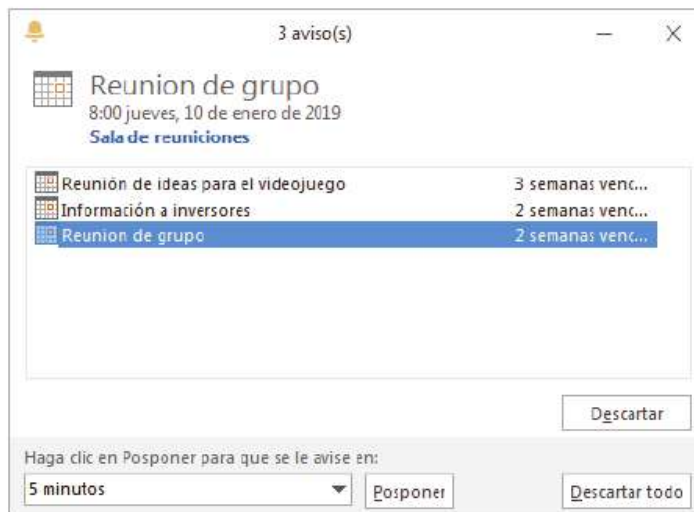 3 aviso(s)
Reunion de grupo
8:00 jueves, 10 de enero de 2019
Sala de reuniciones
Reunión de ideas para el videojuego 3 semanas venc...
Información a inversores 2 semanas venc...
Reunion de grupo 2 semanas venc...
Descartar
Haga clic en Posponer para que se le avise en:
5 minutos Posponer Descartar todo